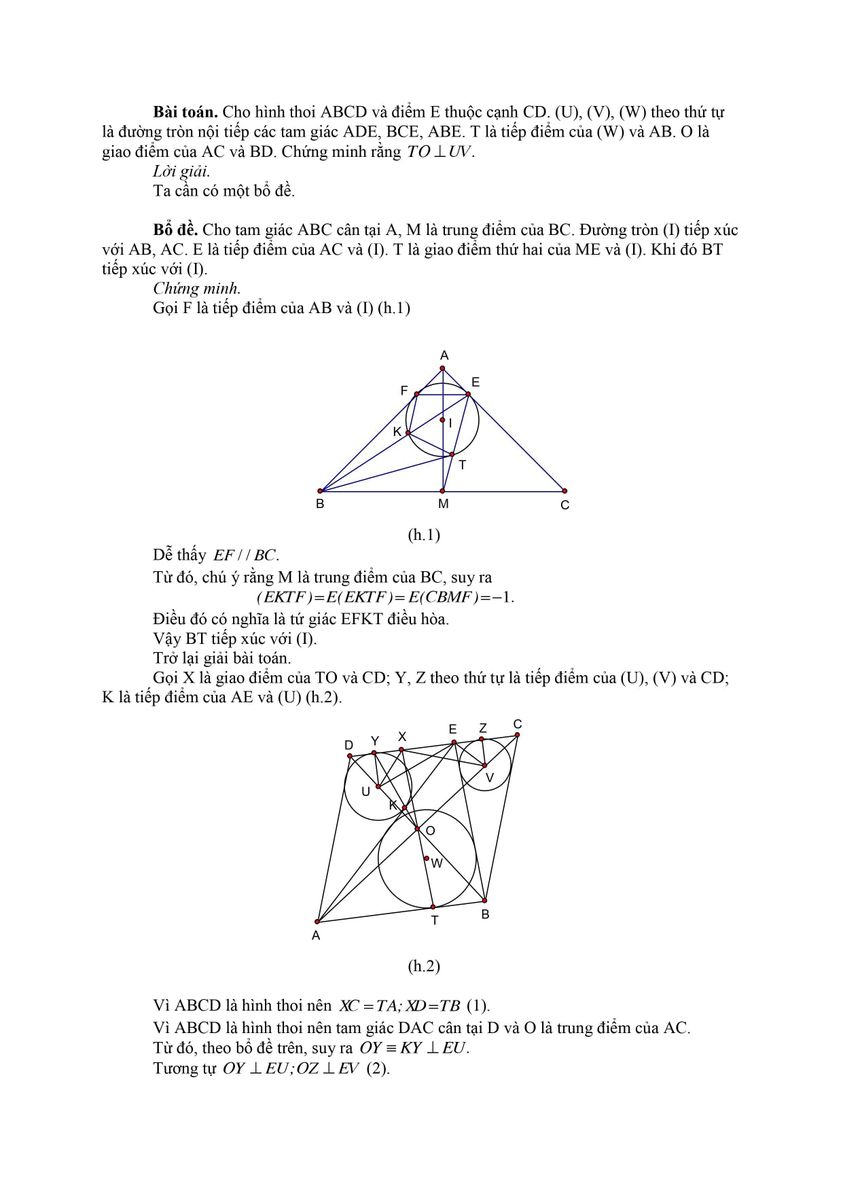 Bài toán. Cho hình thoi ABCD và điểm E thuộc cạnh CD. (U), (V), (W) theo thứ tự
là đường tròn nội tiếp các tam giác ADE, BCE, ABE. T là tiếp điểm của (W) và AB. O là
giao điểm của AC và BD. Chứng minh rằng TO ⊥ UV.
Lời giải.
Ta cần có một bổ đề.
Bổ đề. Cho tam giác ABC cân tại A, M là trung điểm của BC. Đường tròn (I) tiếp xúc
với AB, AC. E là tiếp điểm của AC và (I). T là giao điểm thứ hai của ME và (I). Khi đó BT
tiếp xúc với (I).
Chứng minh.
Gọi F là tiếp điểm của AB và (I) (h.1)
A
F
E
I
K
T
B
M
C
(h.1)
Dễ thấy EF // BC.
Từ đó, chú ý rằng M là trung điểm của BC, suy ra
(EKTF)=E(EKTF)=E(CBMF)=−1.
Điều đó có nghĩa là tứ giác EFKT điều hòa.
Vậy BT tiếp xúc với (I).
Trở lại giải bài toán.
Gọi X là giao điểm của TO và CD; Y, Z theo thứ tự là tiếp điểm của (U), (V) và CD;
K là tiếp điểm của AE và (U) (h.2).
D
Y
X
E
Z
C
V
U
K
O
W
T
B
A
(h.2)
Vì ABCD là hình thoi nên XC = TA; XD = TB (1).
Vì ABCD là hình thoi nên tam giác DAC cân tại D và O là trung điểm của AC.
Từ đó, theo bổ đề trên, suy ra OY ≡ KY ⊥ EU.
Tương tự OY ⊥ EU; OZ ⊥ EV (2).